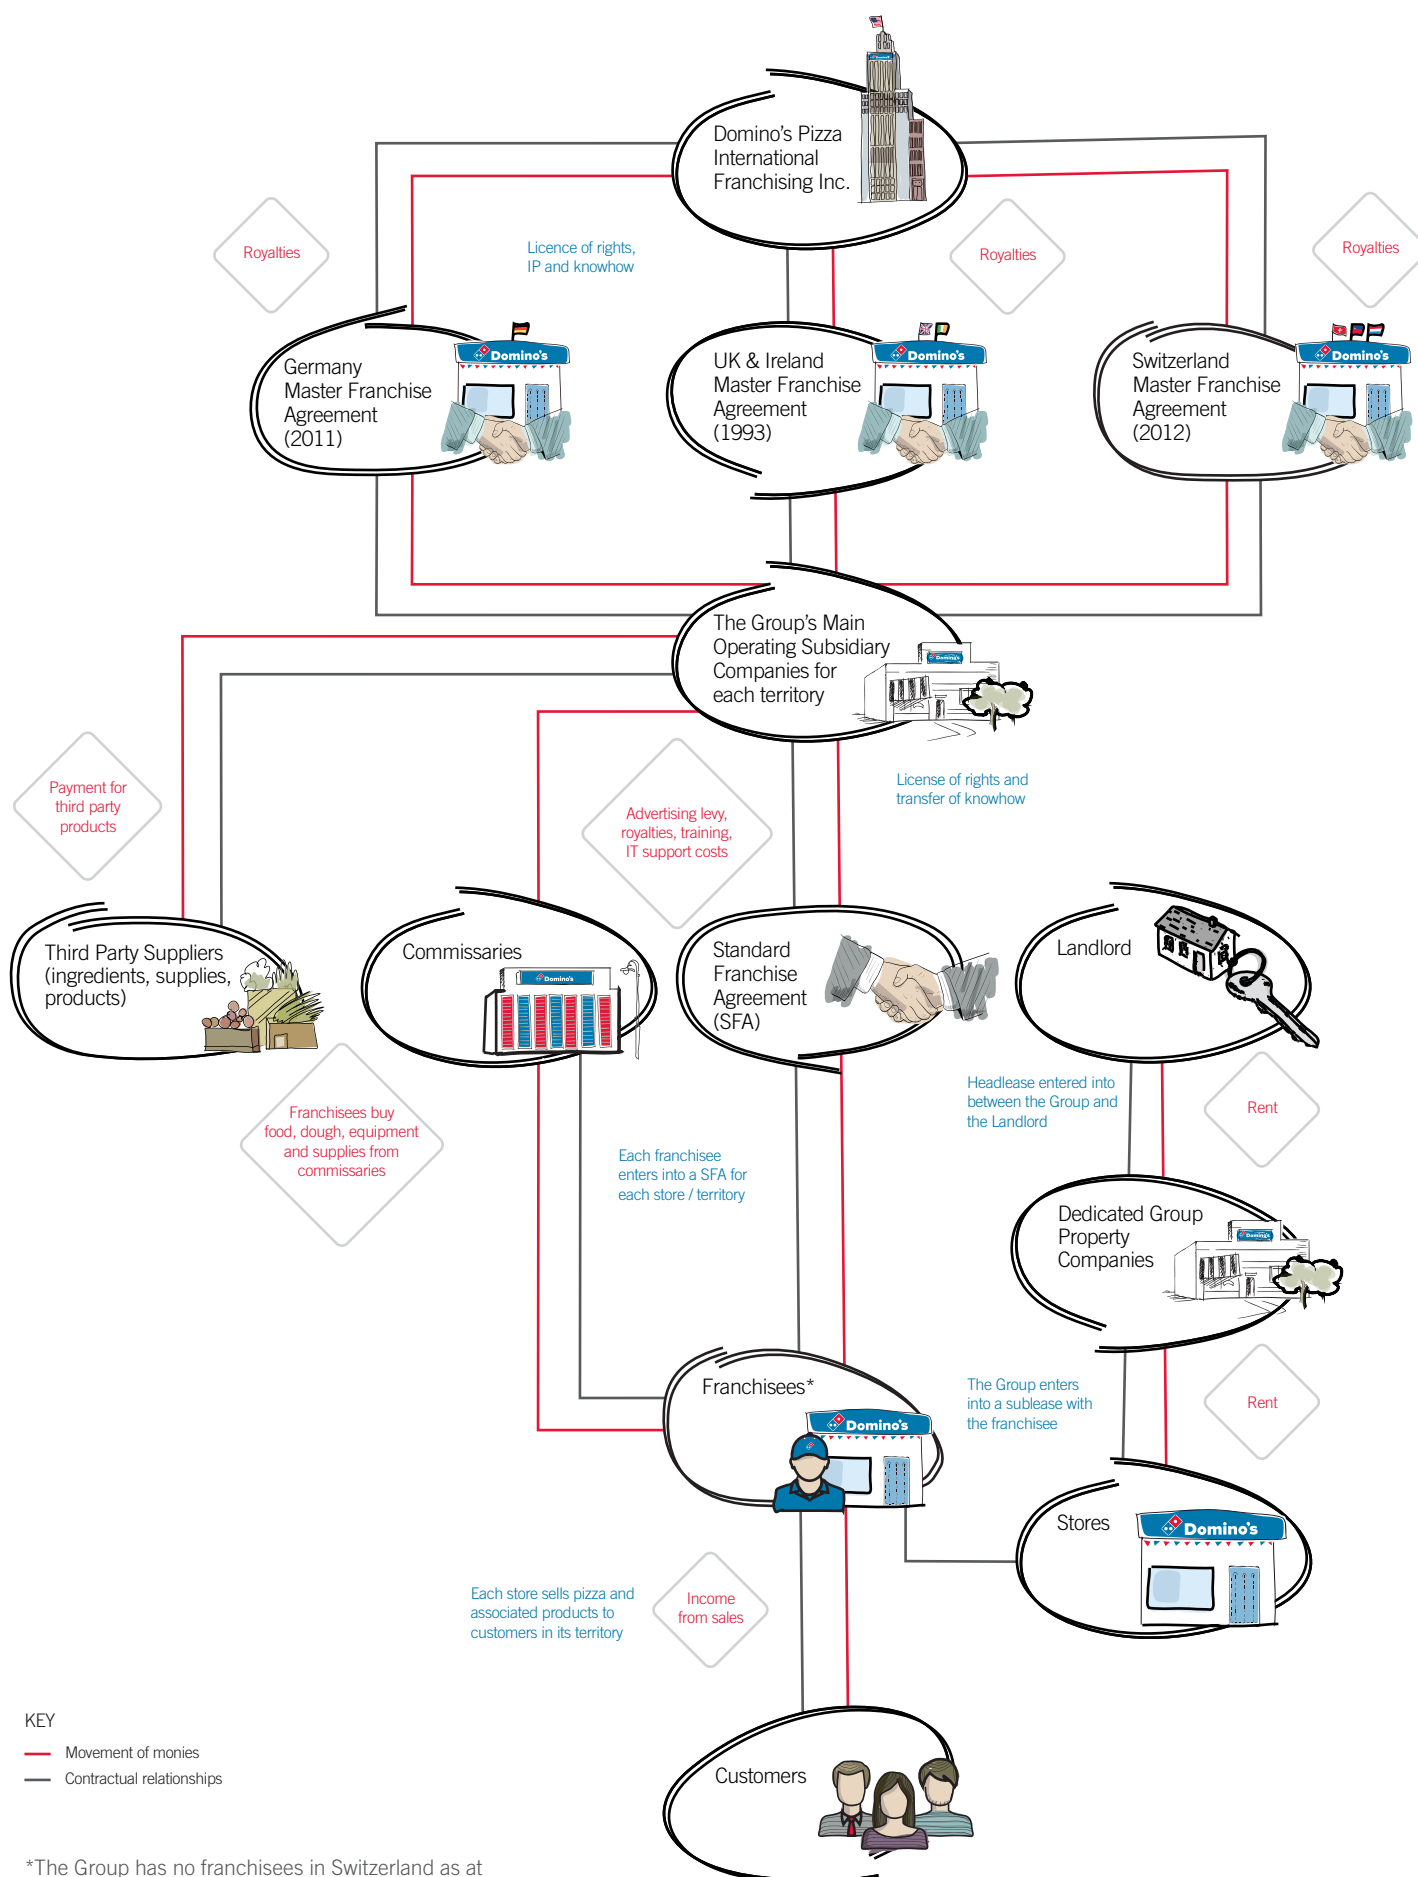 Domino's Pizza
International
Franchising Inc.
Royalties
Licence of rights,
IP and knowhow
Royalties
Royalties
Germany
Master Franchise
Agreement
(2011)
Domino's
UK & Ireland
Master Franchise
Agreement
(1993)
Domino's
Switzerland
Master Franchise
Agreement
(2012)
Domino's
The Group's Main
Operating Subsidiary
Companies for
each territory
Domino's
Payment for
third party
products
Advertising levy,
royalties, training,
IT support costs
License of rights and
transfer of knowhow
Third Party Suppliers
(ingredients, supplies,
products)
Commissaries
Domino's
Standard
Franchise
Agreement
(SFA)
Landlord
Franchisees buy
food, dough, equipment
and supplies from
commissaries
Each franchisee
enters into a SFA for
each store / territory
Headlease entered into
between the Group and
the Landlord
Rent
Dedicated Group
Property
Companies
Domino's
Franchisees*
Domino's
The Group enters
into a sublease with
the franchisee
Rent
Stores
Domino's
Each store sells pizza and
associated products to
customers in its territory
Income
from sales
KEY
Movement of monies
Contractual relationships
Customers
*The Group has no franchisees in Switzerland as at